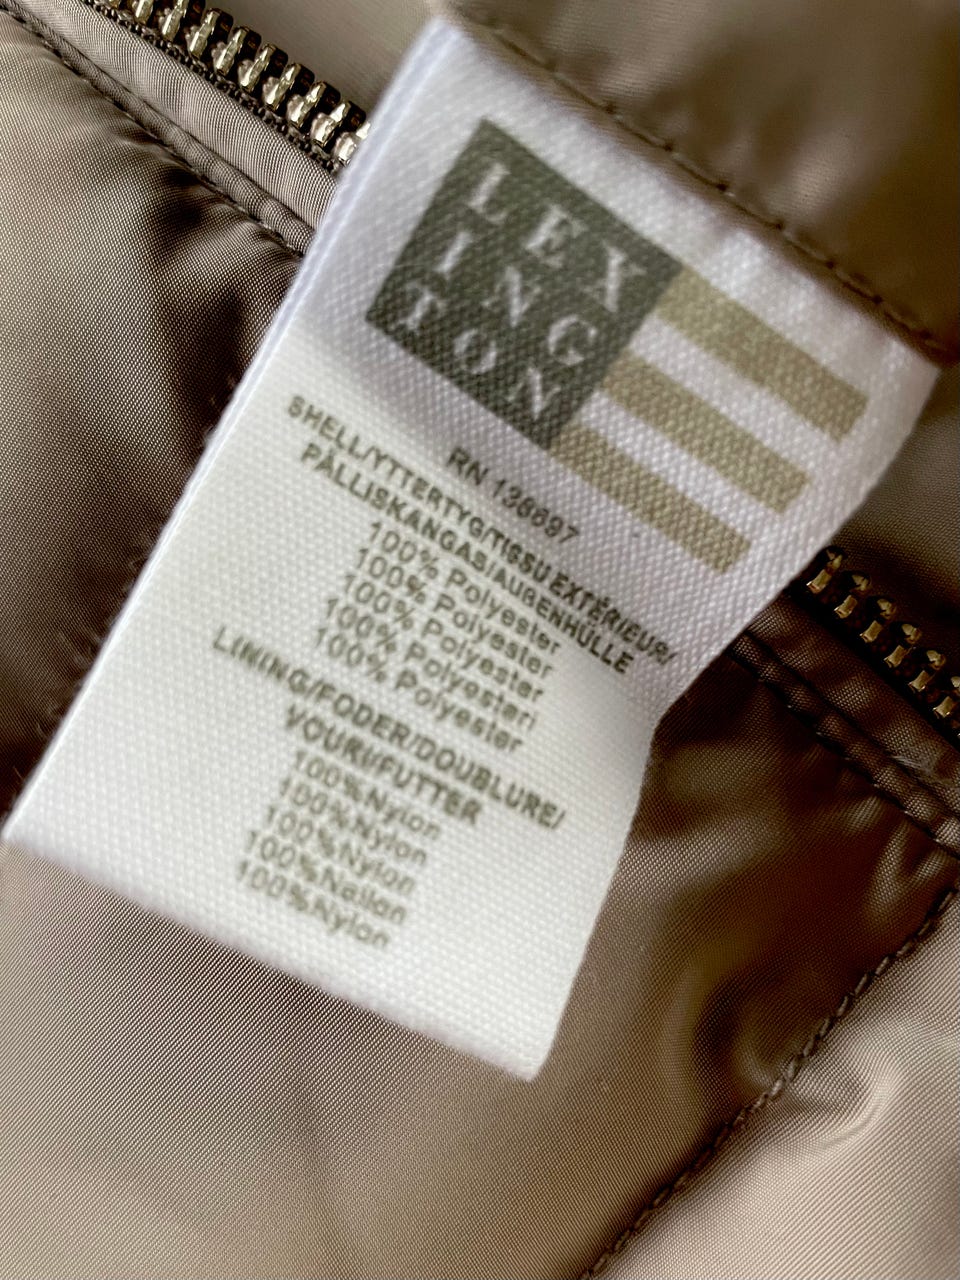 LEX
ING
TON
RN 138697
SHELL/YTTERTYG/TISSU EXTÉRIEUR/
PÄLLISKANGAS/AUßENHÜLLE
100% Polyester
100% Polyester
100% Polyester
100% Polyesteri
100% Polyester
LINING/FODER/DOUBLURE/
VOURI/FUTTER
100%Nylon
100%Nylon
100%Nylon
100%Nailon
100%Nylon